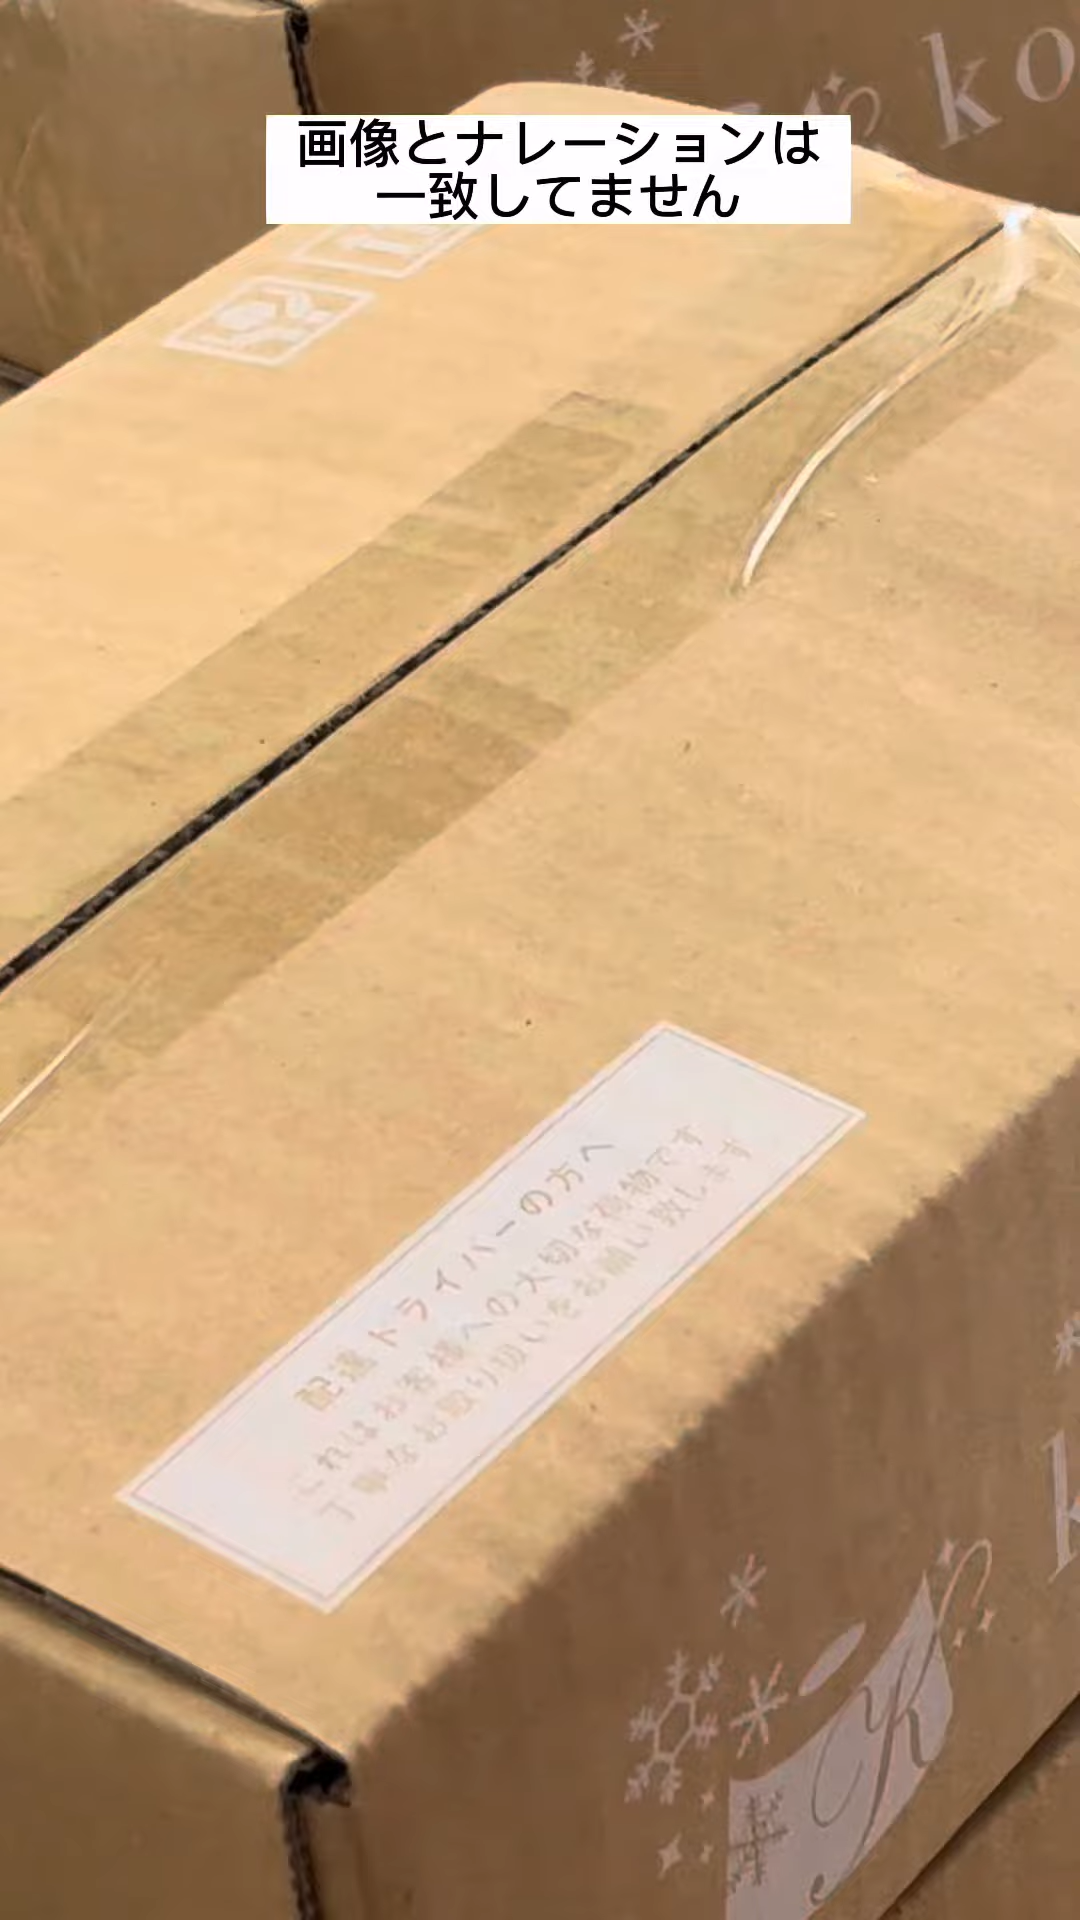 画像とナレーションは
一致してません
ko
配達ドライバーの方へ
これはお客様への大切な荷物です
丁寧なお取り扱いをお願い致します
k
K